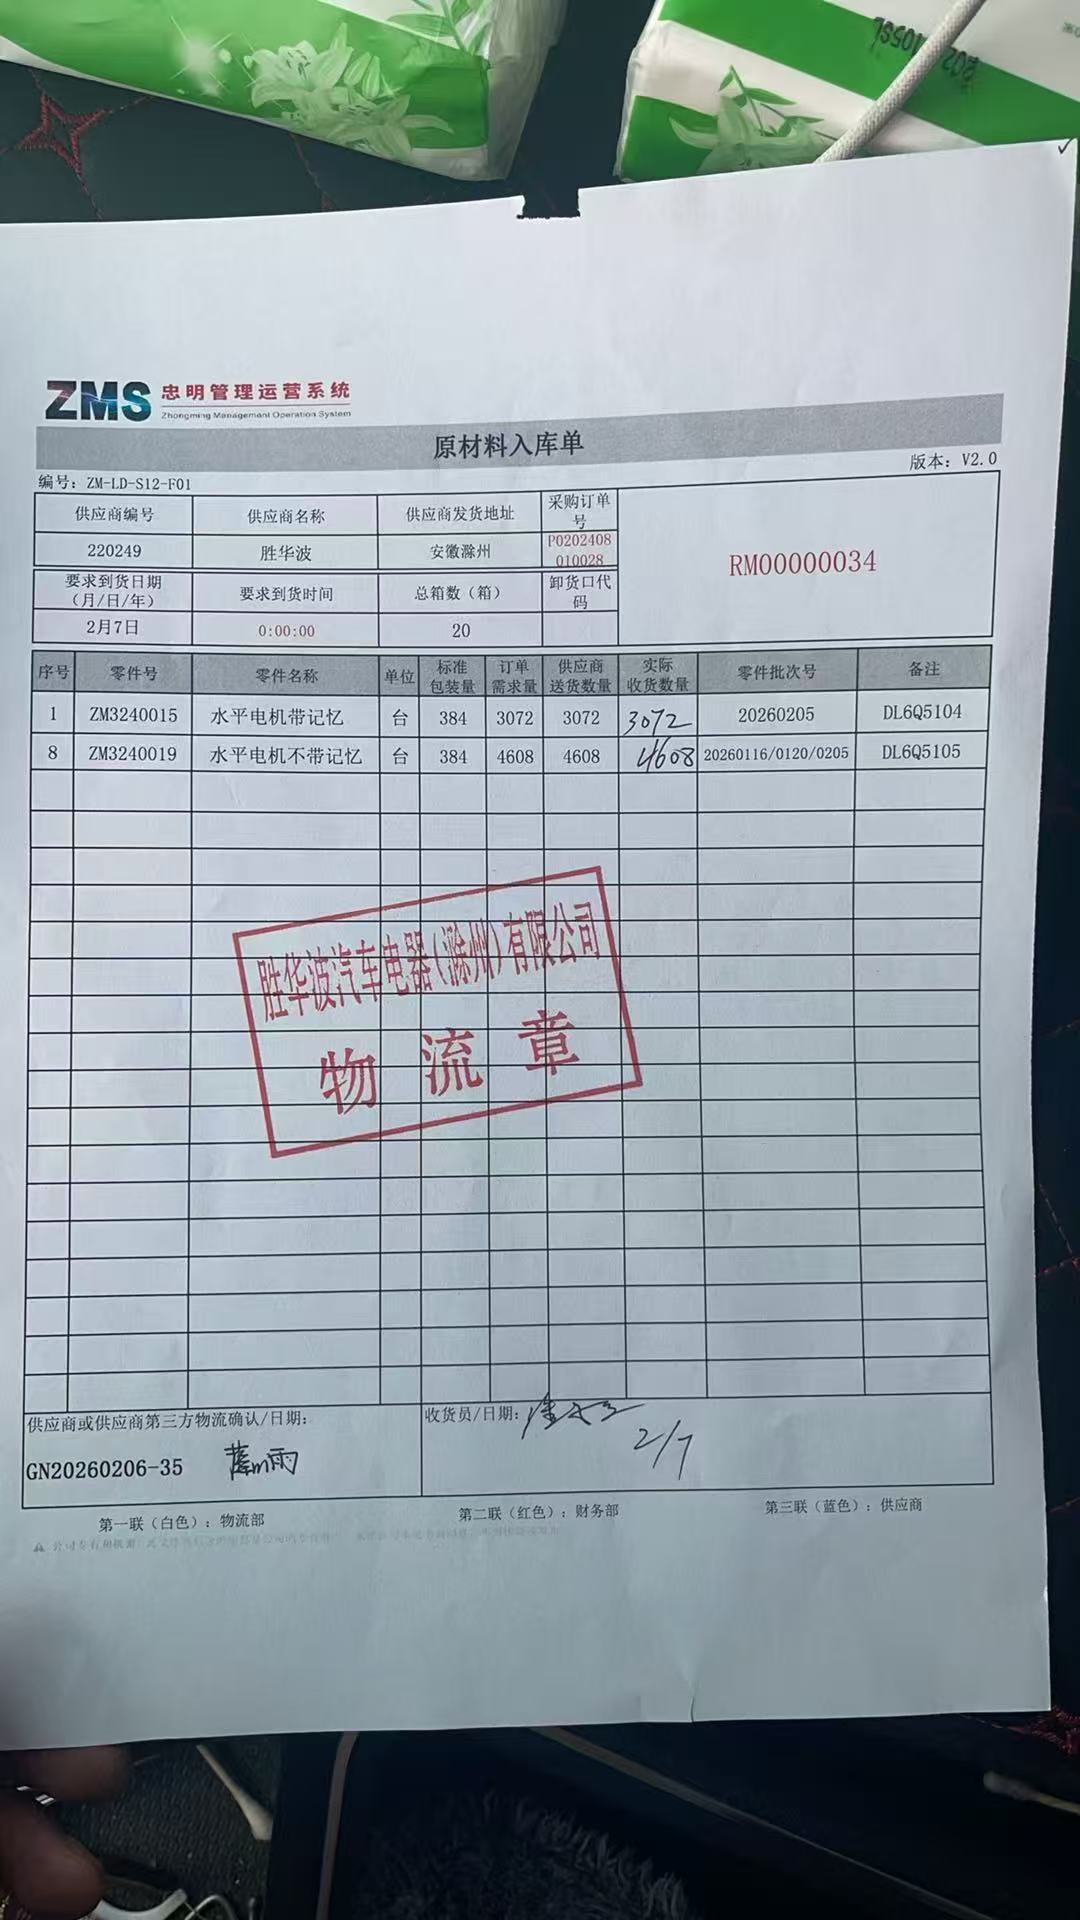 ZMS 忠明管理运营系统
Zhongming Management Operation System
原材料入库单
编号: ZM-LD-S12-F01
版本: V2.0
供应商编号 供应商名称 供应商发货地址 采购订单号
220249 胜华波 安徽滁州 PO202408010028
RM00000034
要求到货日期(月/日/年) 要求到货时间 总箱数(箱) 卸货口代码
2月7日 0:00:00 20
序号 零件号 零件名称 单位 标准包装量 订单需求量 供应商送货数量 实际收货数量 零件批次号 备注
1 ZM3240015 水平电机带记忆 台 384 3072 3072 3072 20260205 DL6Q5104
8 ZM3240019 水平电机不带记忆 台 384 4608 4608 4608 20260116/0120/0205 DL6Q5105
胜华波汽车电器(滁州)有限公司
物流章
供应商或供应商第三方物流确认/日期:
GN20260206-35
收货员/日期:
2/7
第一联(白色): 物流部 第二联(红色): 财务部 第三联(蓝色): 供应商